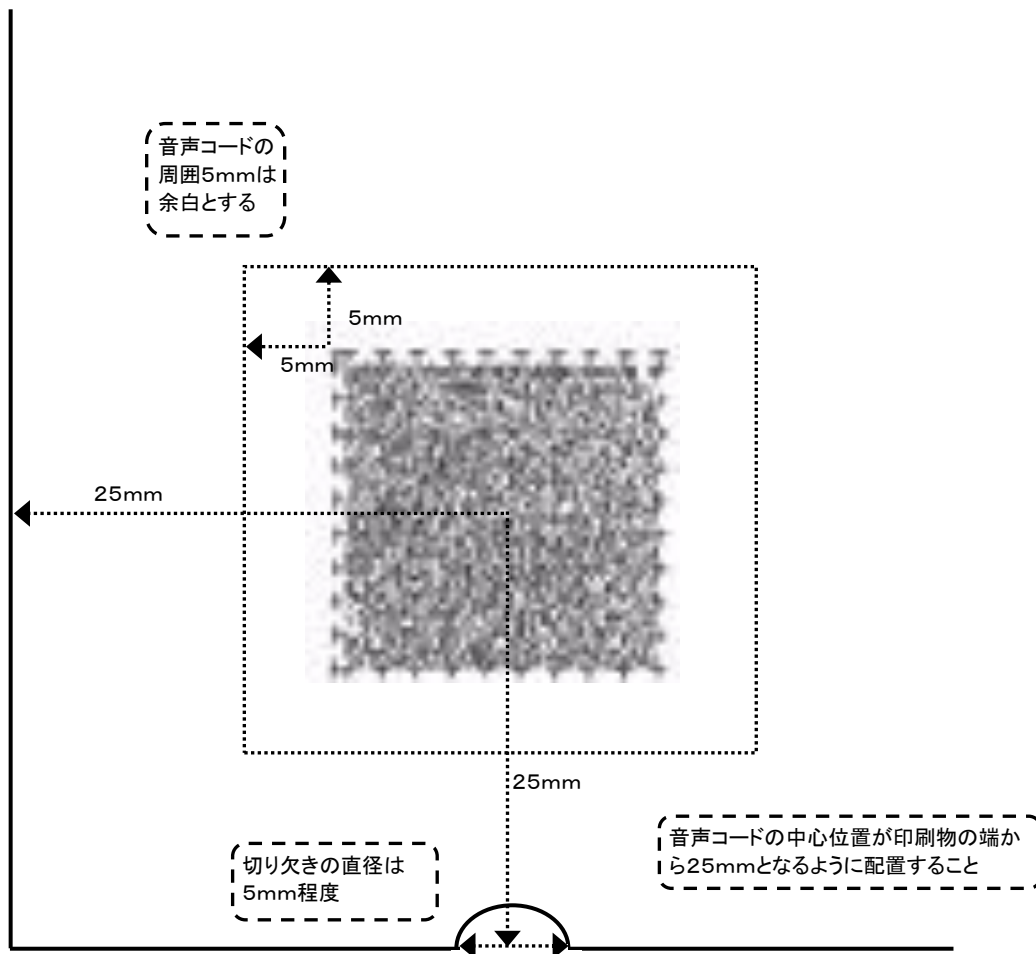 音声コードの
周囲5mmは
余白とする
5mm
5mm
25mm
25mm
切り欠きの直径は
5mm程度
音声コードの中心位置が印刷物の端か
ら25mmとなるように配置すること